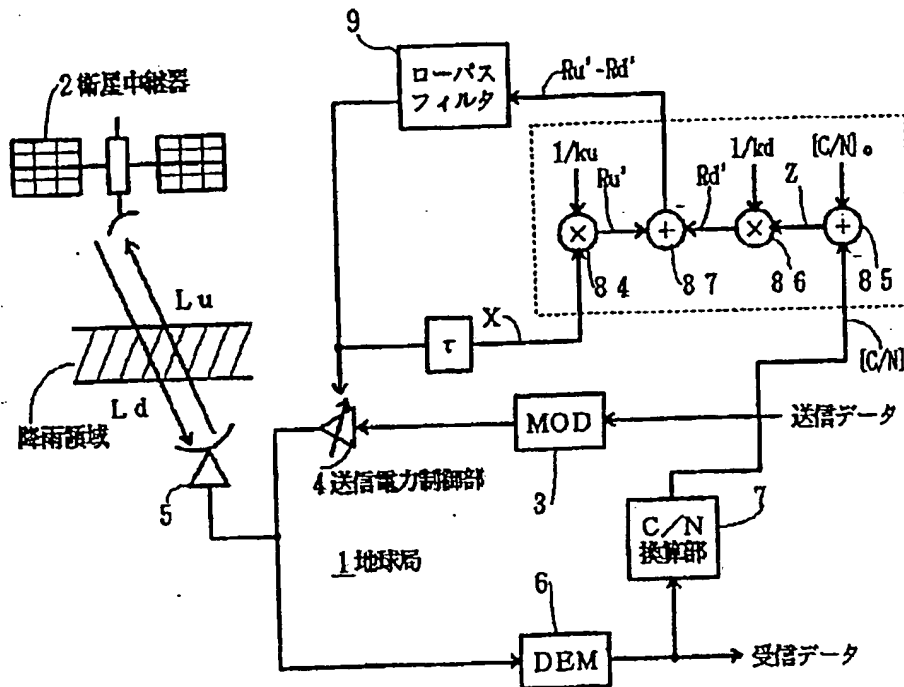 9
ローパス
フィルタ
Ru'-Rd'
2 衛星中継器
1/ku
Ru'
Rd'
1/kd
Z
[C/N]。
84
87
86
85
Lu
Ld
降雨領域
τ
X
[C/N]
MOD
送信データ
3
4 送信電力制御部
5
1 地球局
C/N
換算部
7
6
DEM
受信データ